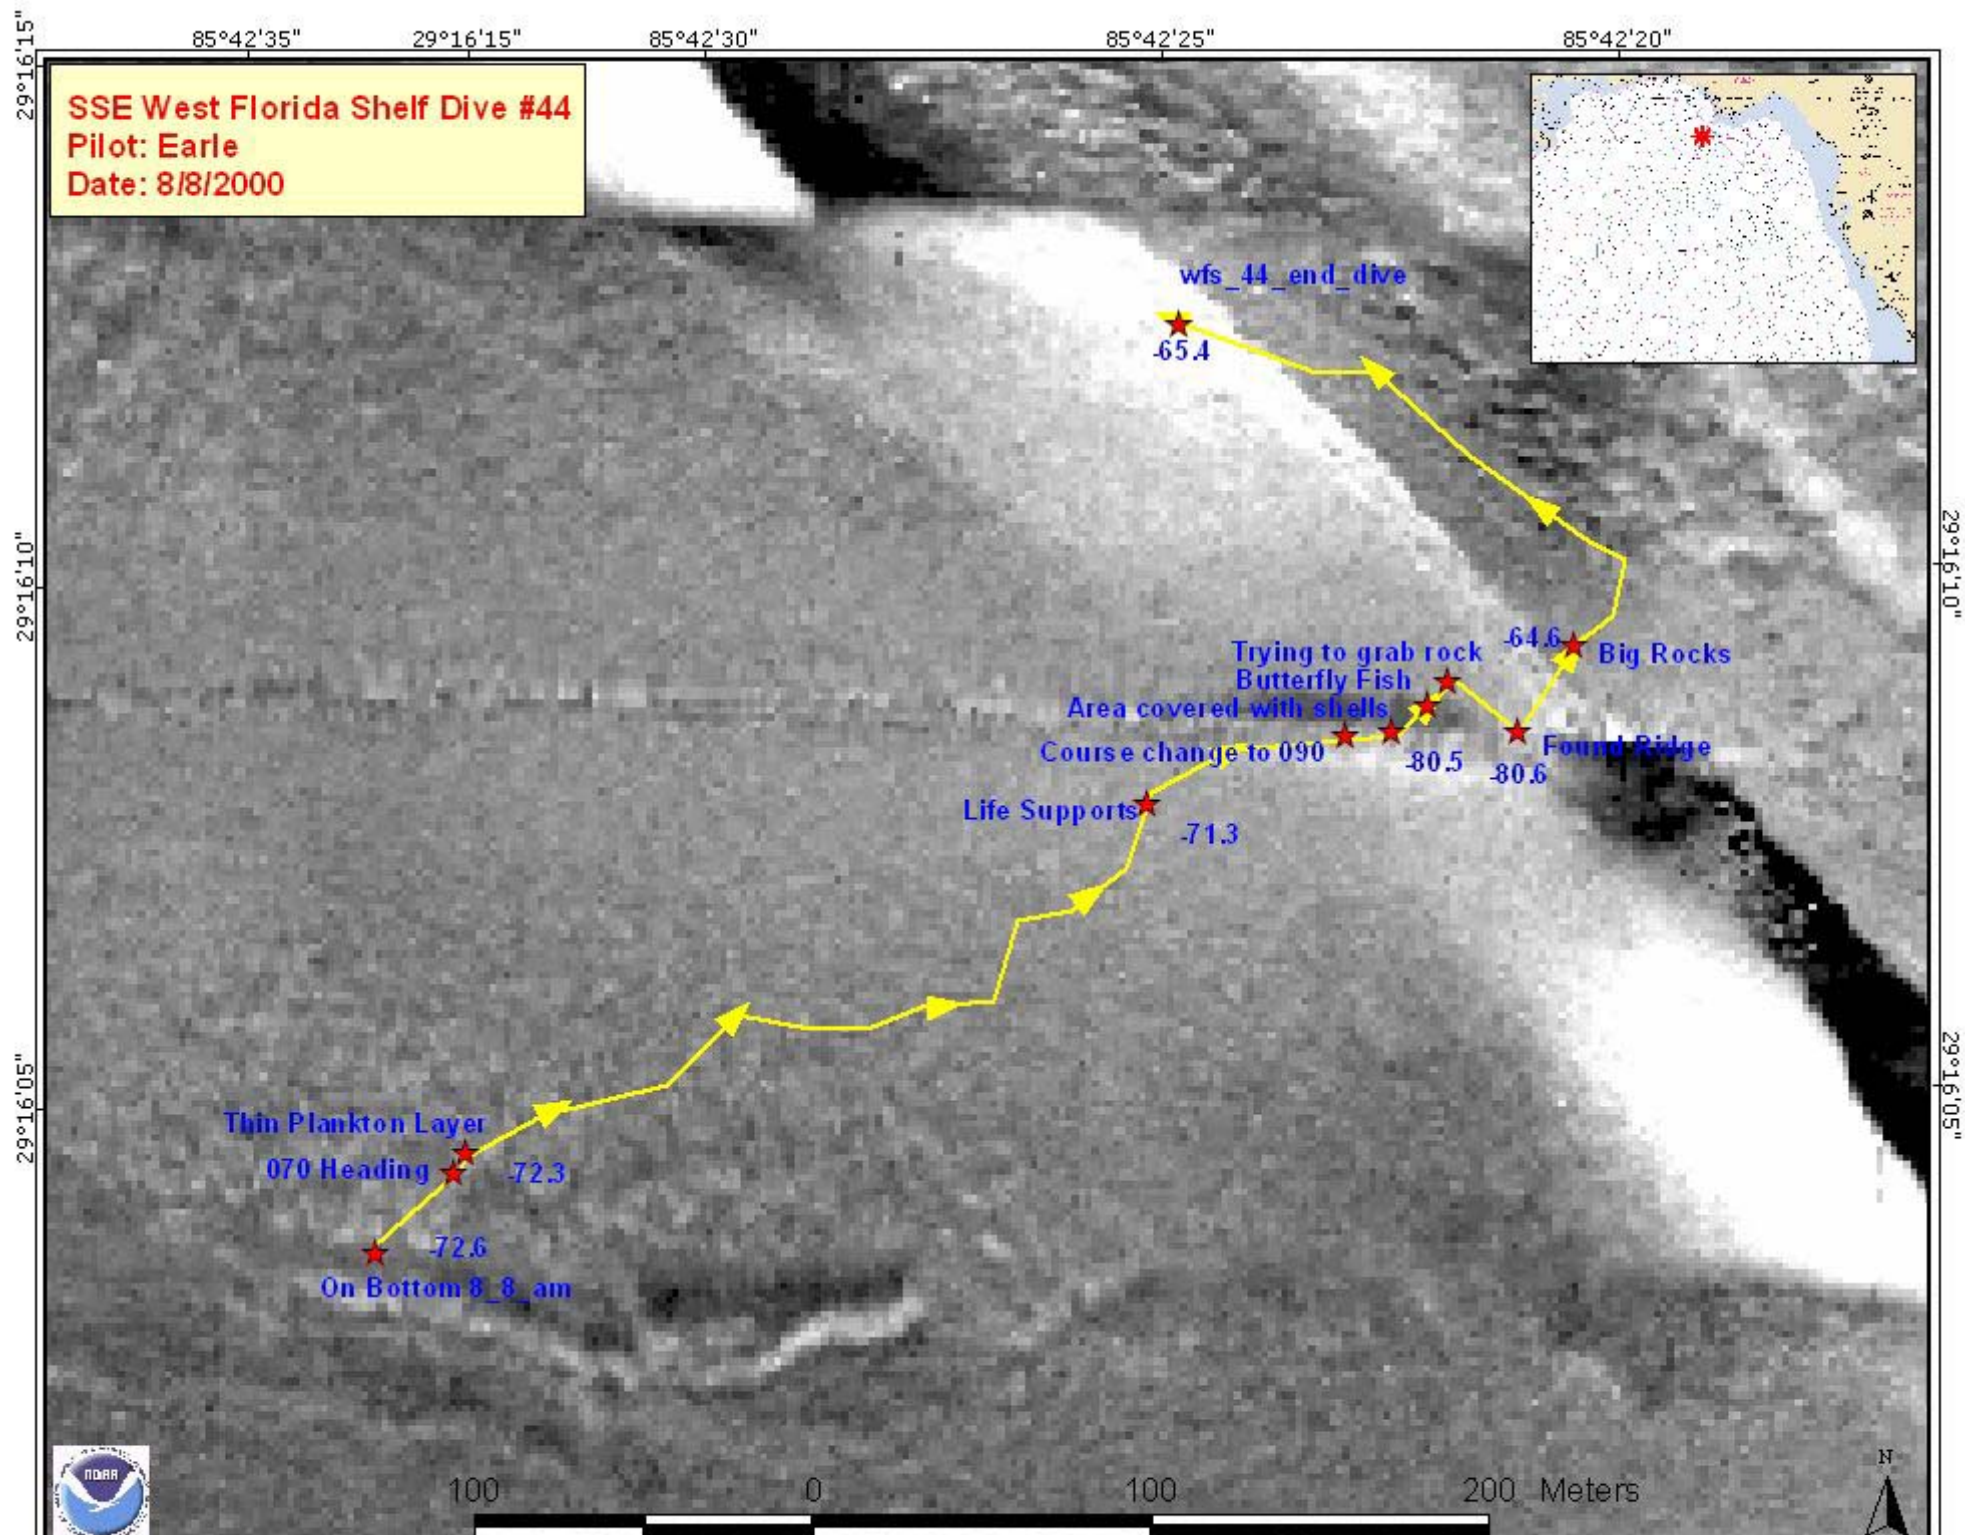 85°42'35" 29°16'15" 85°42'30" 85°42'25" 85°42'20"
29°16'15"
SSE West Florida Shelf Dive #44
Pilot: Earle
Date: 8/8/2000
wfs_44_end_dive
-65.4
29°16'10"
29°16'10"
Trying to grab rock
-64.6
Big Rocks
Butterfly Fish
Area covered with shells
Course change to 090
-80.5
-80.6
Found Ridge
Life Supports
-71.3
29°16'05"
29°16'05"
Thin Plankton Layer
070 Heading
-72.3
-72.6
On Bottom 8_8_am
NOAA
N
100 0 100 200 Meters